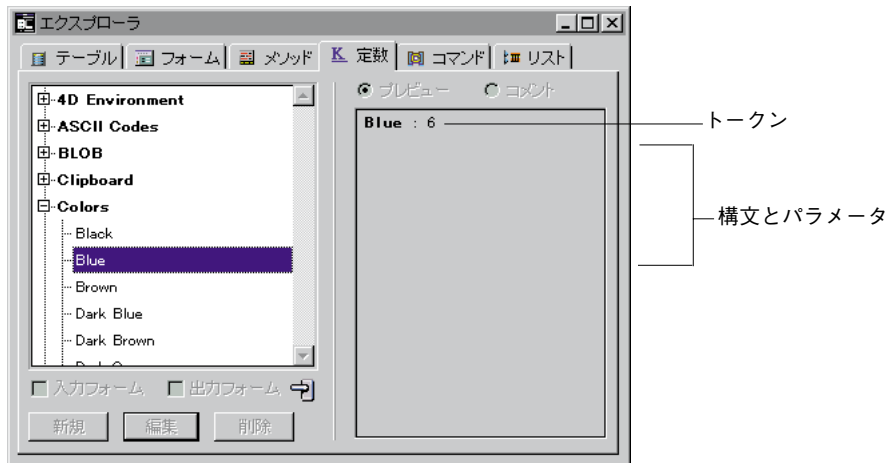 エクスプローラ
テーブル フォーム メソッド 定数 コマンド リスト
4D Environment
ASCII Codes
BLOB
Clipboard
Colors
Black
Blue
Brown
Dark Blue
Dark Brown
入力フォーム 出力フォーム
新規 編集 削除
プレビュー コメント
Blue : 6
トークン
構文とパラメータ